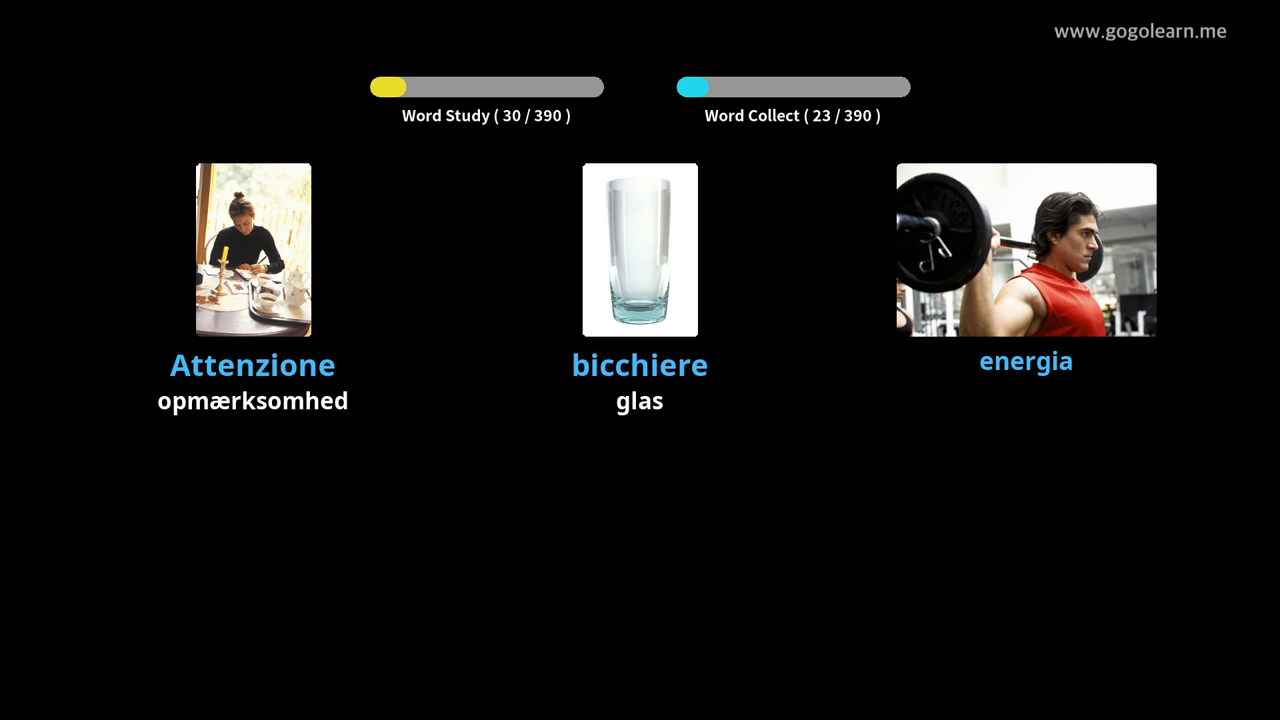 www.gogolearn.me
Word Study ( 30 / 390 )
Word Collect ( 23 / 390 )
Attenzione
opmærksomhed
bicchiere
glas
energia